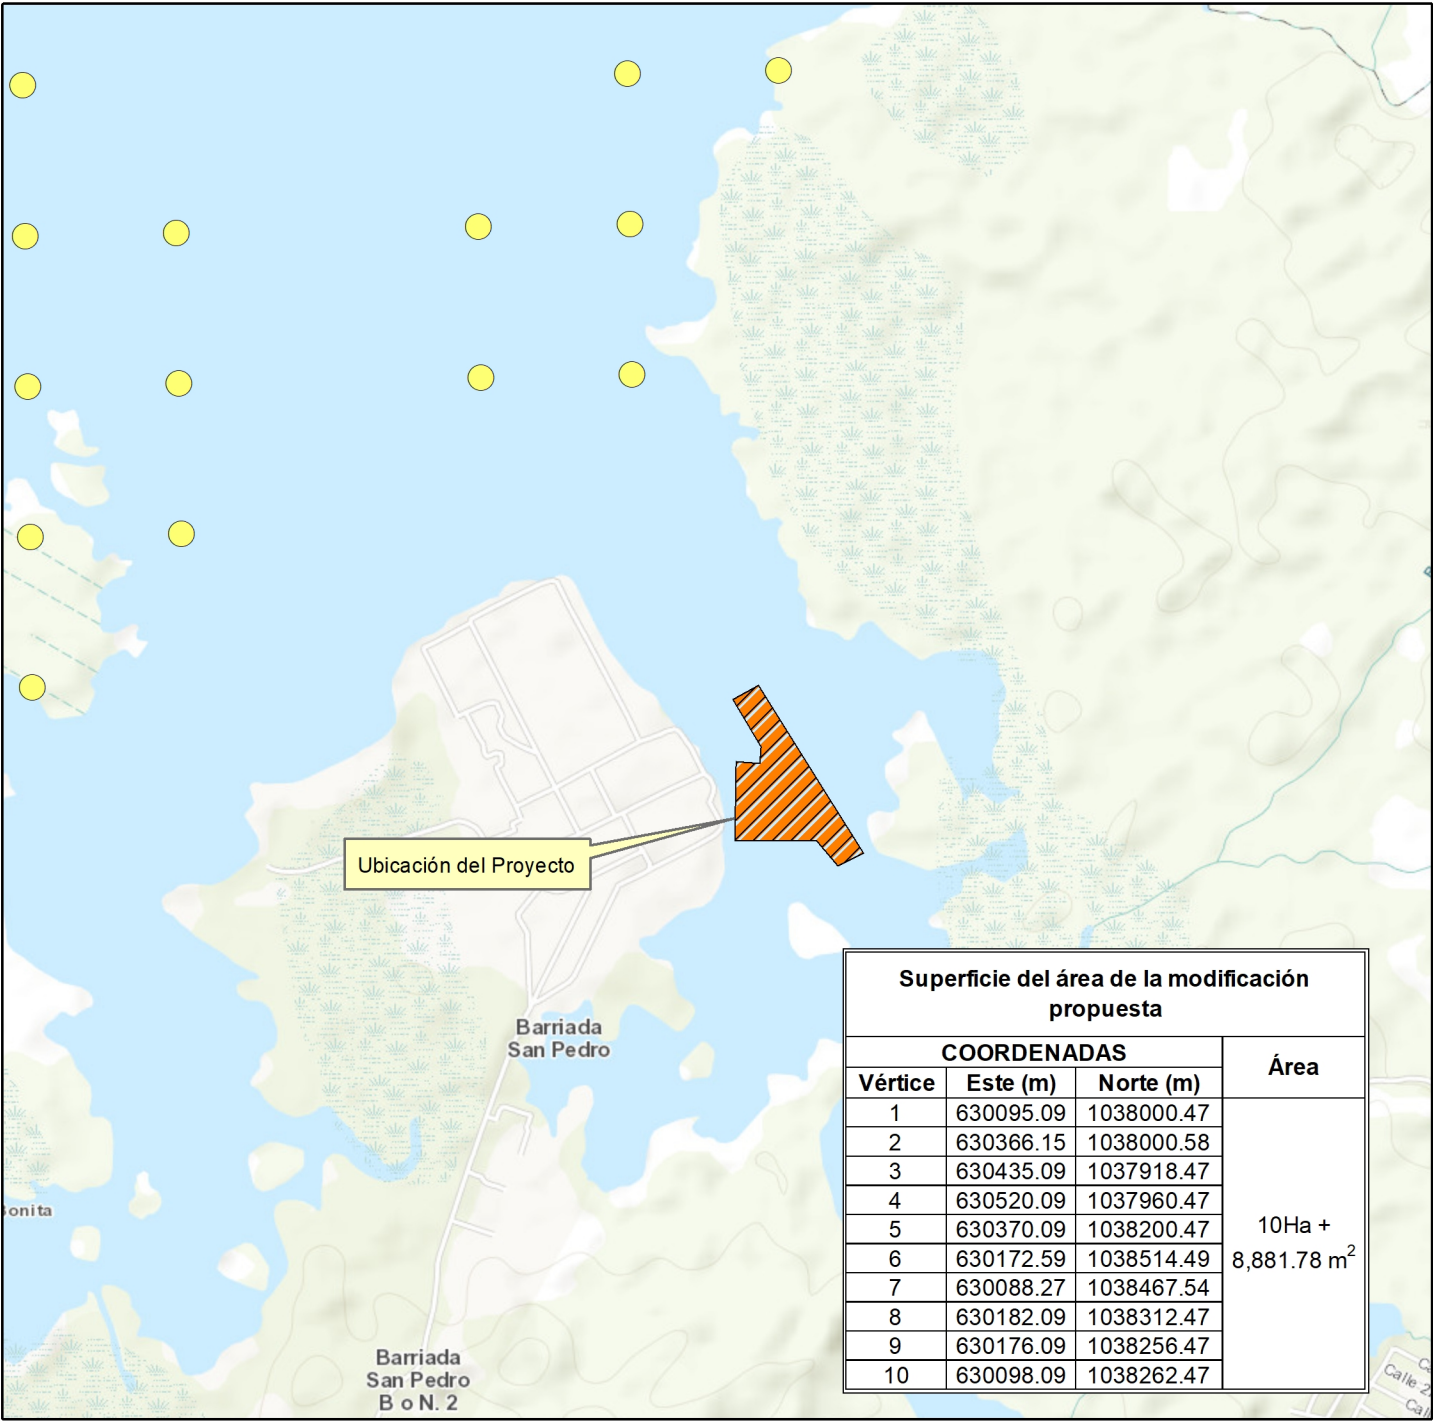 Ubicación del Proyecto
Barriada
San Pedro
Bonita
Barriada
San Pedro
B o N. 2
Superficie del área de la modificación
propuesta
COORDENADAS Área
Vértice Este (m) Norte (m)
1 630095.09 1038000.47
2 630366.15 1038000.58
3 630435.09 1037918.47
4 630520.09 1037960.47
5 630370.09 1038200.47
6 630172.59 1038514.49
7 630088.27 1038467.54
8 630182.09 1038312.47
9 630176.09 1038256.47
10 630098.09 1038262.47
10Ha +
8,881.78 m²
Calle 2